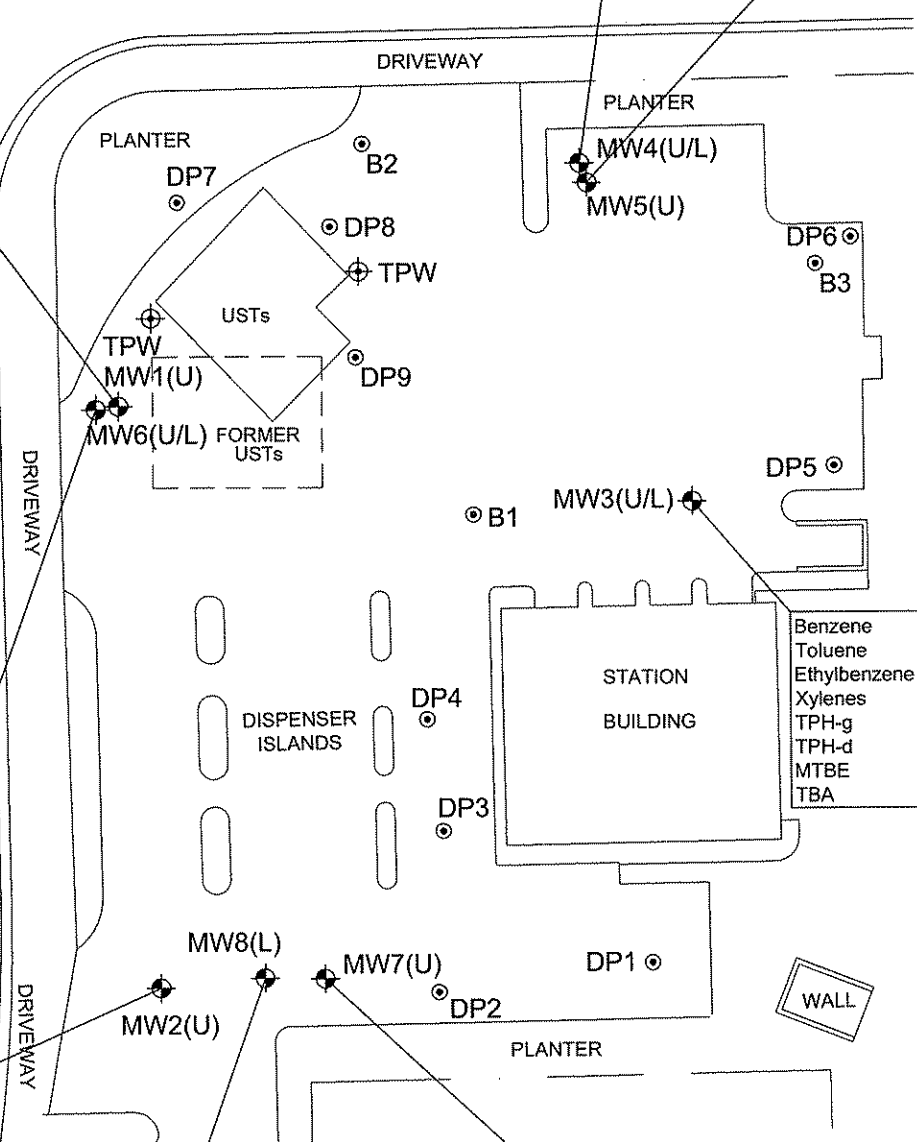 DRIVEWAY
PLANTER
PLANTER
MW4(U/L)
B2
DP7
MW5(U)
DP8
DP6
TPW
B3
USTs
TPW
DP9
MW1(U)
MW6(U/L)
FORMER
USTs
DRIVEWAY
DP5
MW3(U/L)
B1
Benzene
Toluene
Ethylbenzene
Xylenes
TPH-g
TPH-d
MTBE
TBA
STATION
BUILDING
DP4
DISPENSER
ISLANDS
DP3
MW8(L)
MW7(U)
DP1
DP2
MW2(U)
DRIVEWAY
WALL
PLANTER